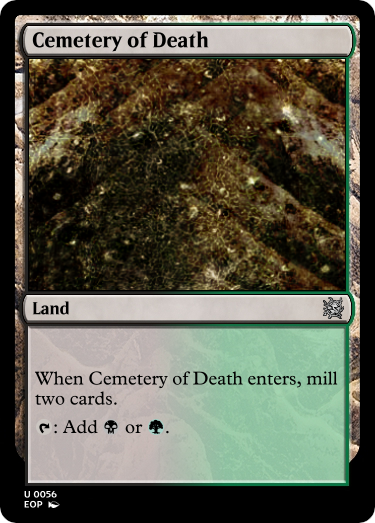 Cemetery of Death
Land
When Cemetery of Death enters, mill
two cards.
: Add or .
U 0056
EOP